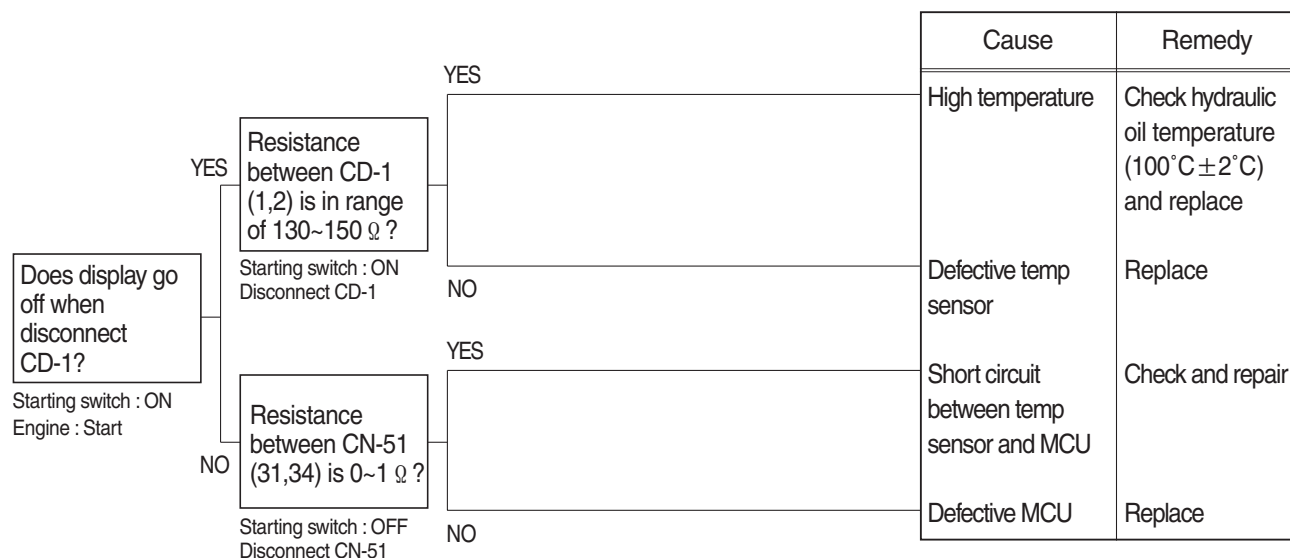 Does display go
off when
disconnect
CD-1?
Starting switch : ON
Engine : Start
YES
Resistance
between CD-1
(1,2) is in range
of 130~150 Ω ?
Starting switch : ON
Disconnect CD-1
NO
Resistance
between CN-51
(31,34) is 0~1 Ω ?
Starting switch : OFF
Disconnect CN-51
YES
NO
YES
NO
Cause
Remedy
High temperature
Check hydraulic
oil temperature
(100˚C±2˚C)
and replace
Defective temp
sensor
Replace
Short circuit
between temp
sensor and MCU
Check and repair
Defective MCU
Replace